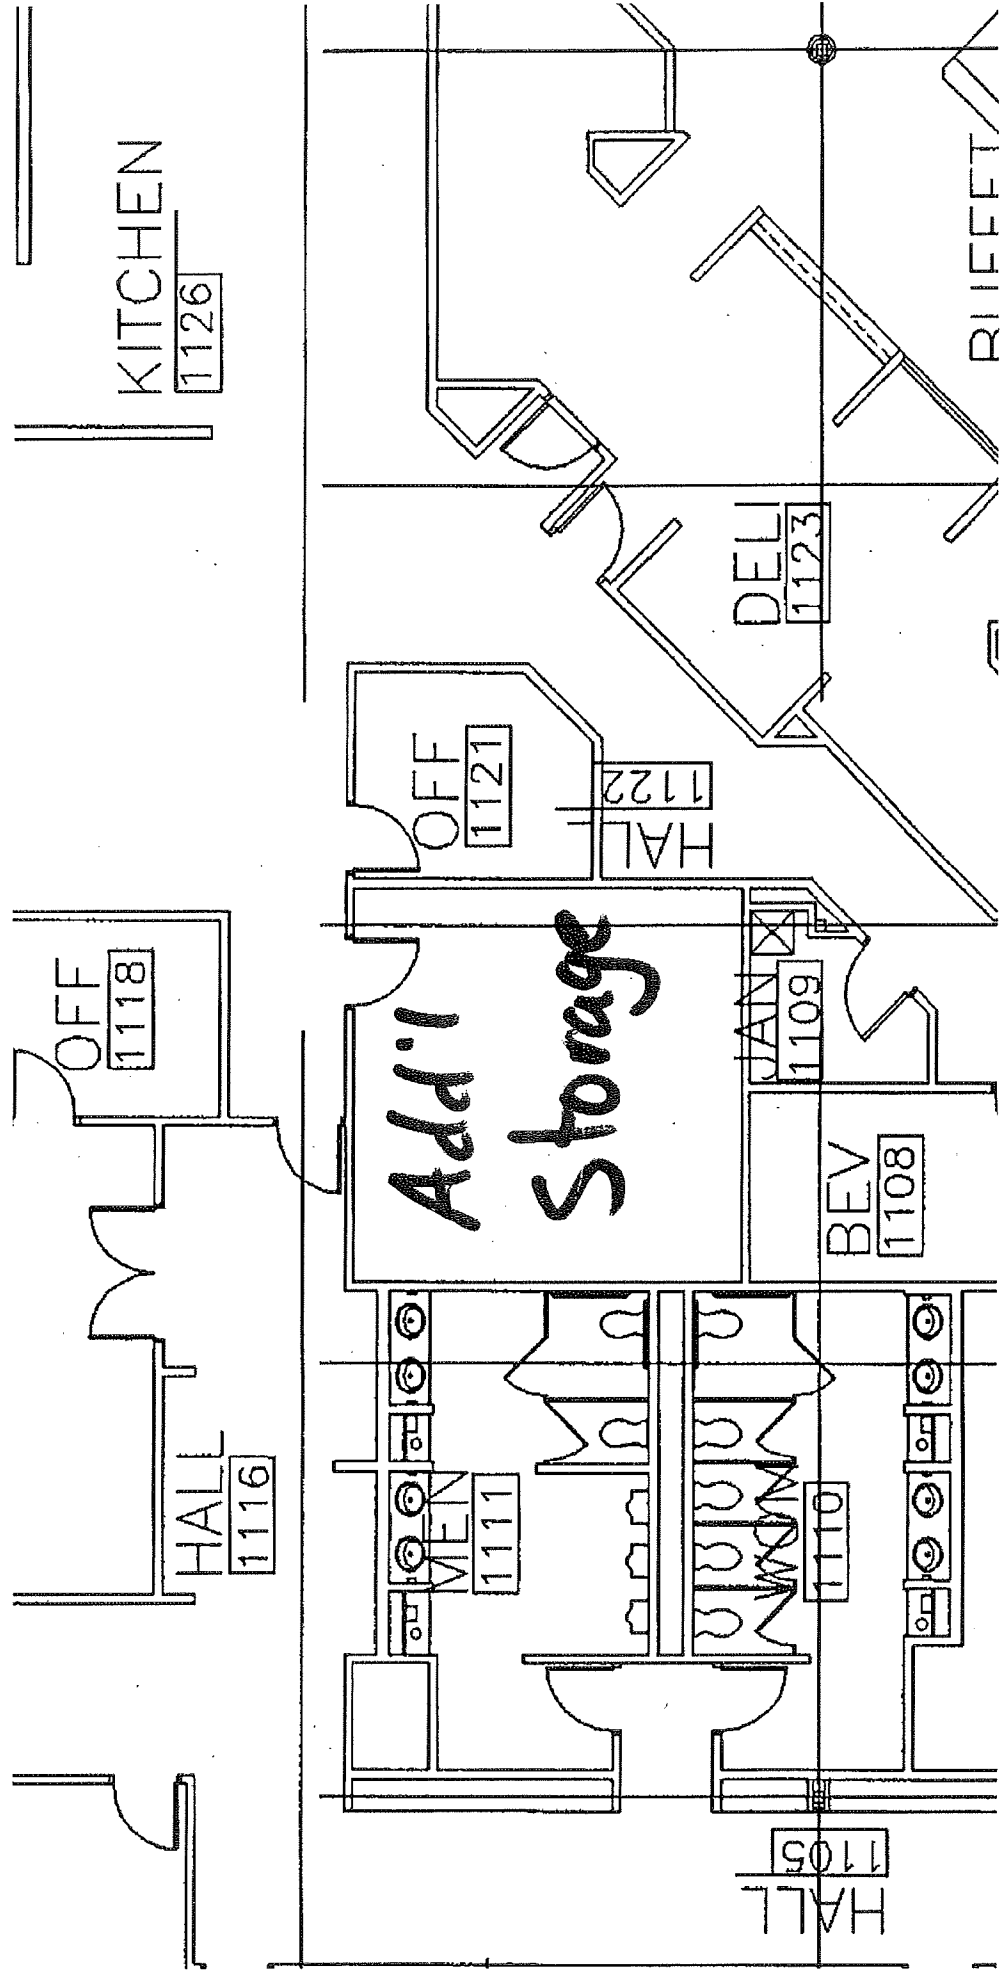 KITCHEN
1126
BUFFET
DELI
1123
OFF
1121
HALL
1122
OFF
1118
Add'l
Storage
JAN
1109
BEV
1108
HALL
1116
MEN
1111
WOMEN
1110
HALL
1105